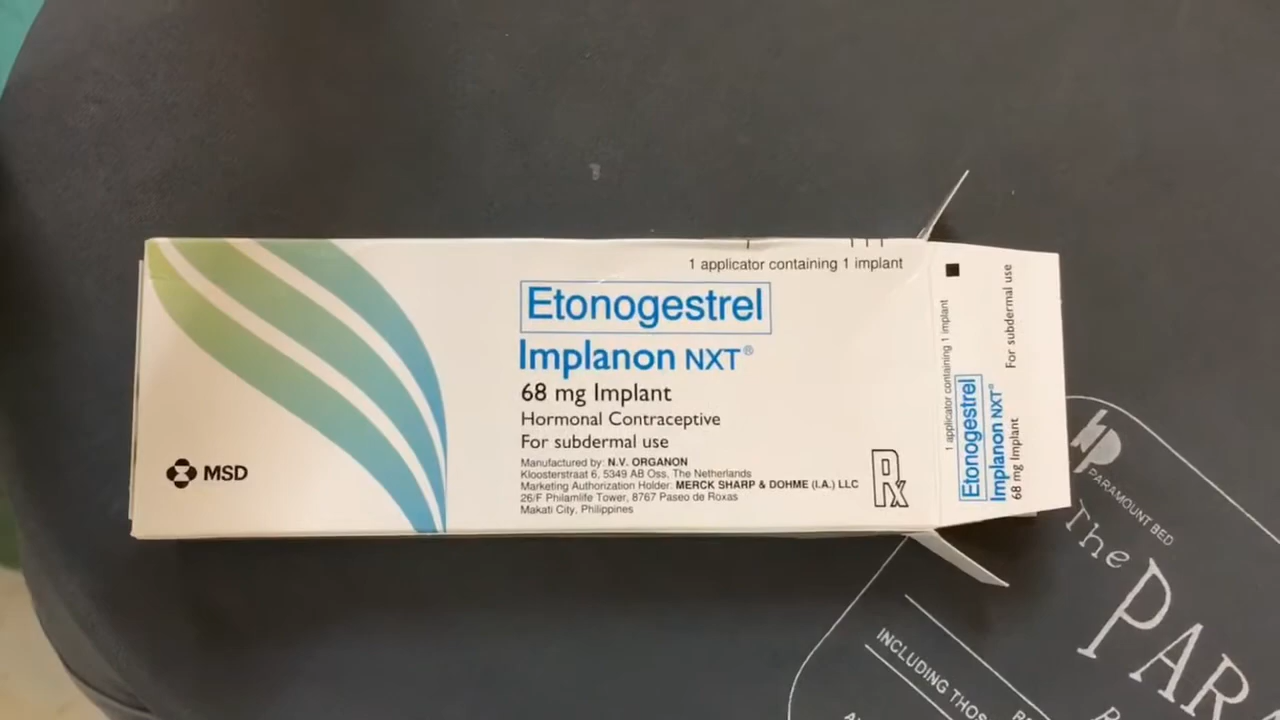 1 applicator containing 1 implant
Etonogestrel
Implanon NXT®
68 mg Implant
Hormonal Contraceptive
For subdermal use
Manufactured by: N.V. ORGANON
Kloosterstraat 6, 5349 AB Oss, The Netherlands
Marketing Authorization Holder: MERCK SHARP & DOHME (I.A.) LLC
26/F Philamlife Tower, 8767 Paseo de Roxas
Makati City, Philippines
MSD
Rx
1 applicator containing 1 implant
Etonogestrel
Implanon NXT®
68 mg Implant
For subdermal use
PARAMOUNT BED
The
INCLUDING